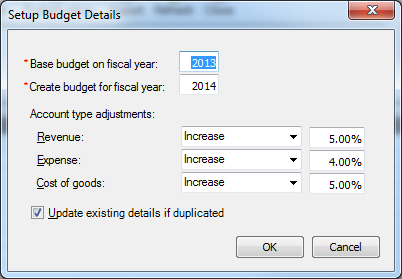 Setup Budget Details
*Base budget on fiscal year: 2013
*Create budget for fiscal year: 2014
Account type adjustments:
Revenue: Increase 5.00%
Expense: Increase 4.00%
Cost of goods: Increase 5.00%
Update existing details if duplicated
OK Cancel